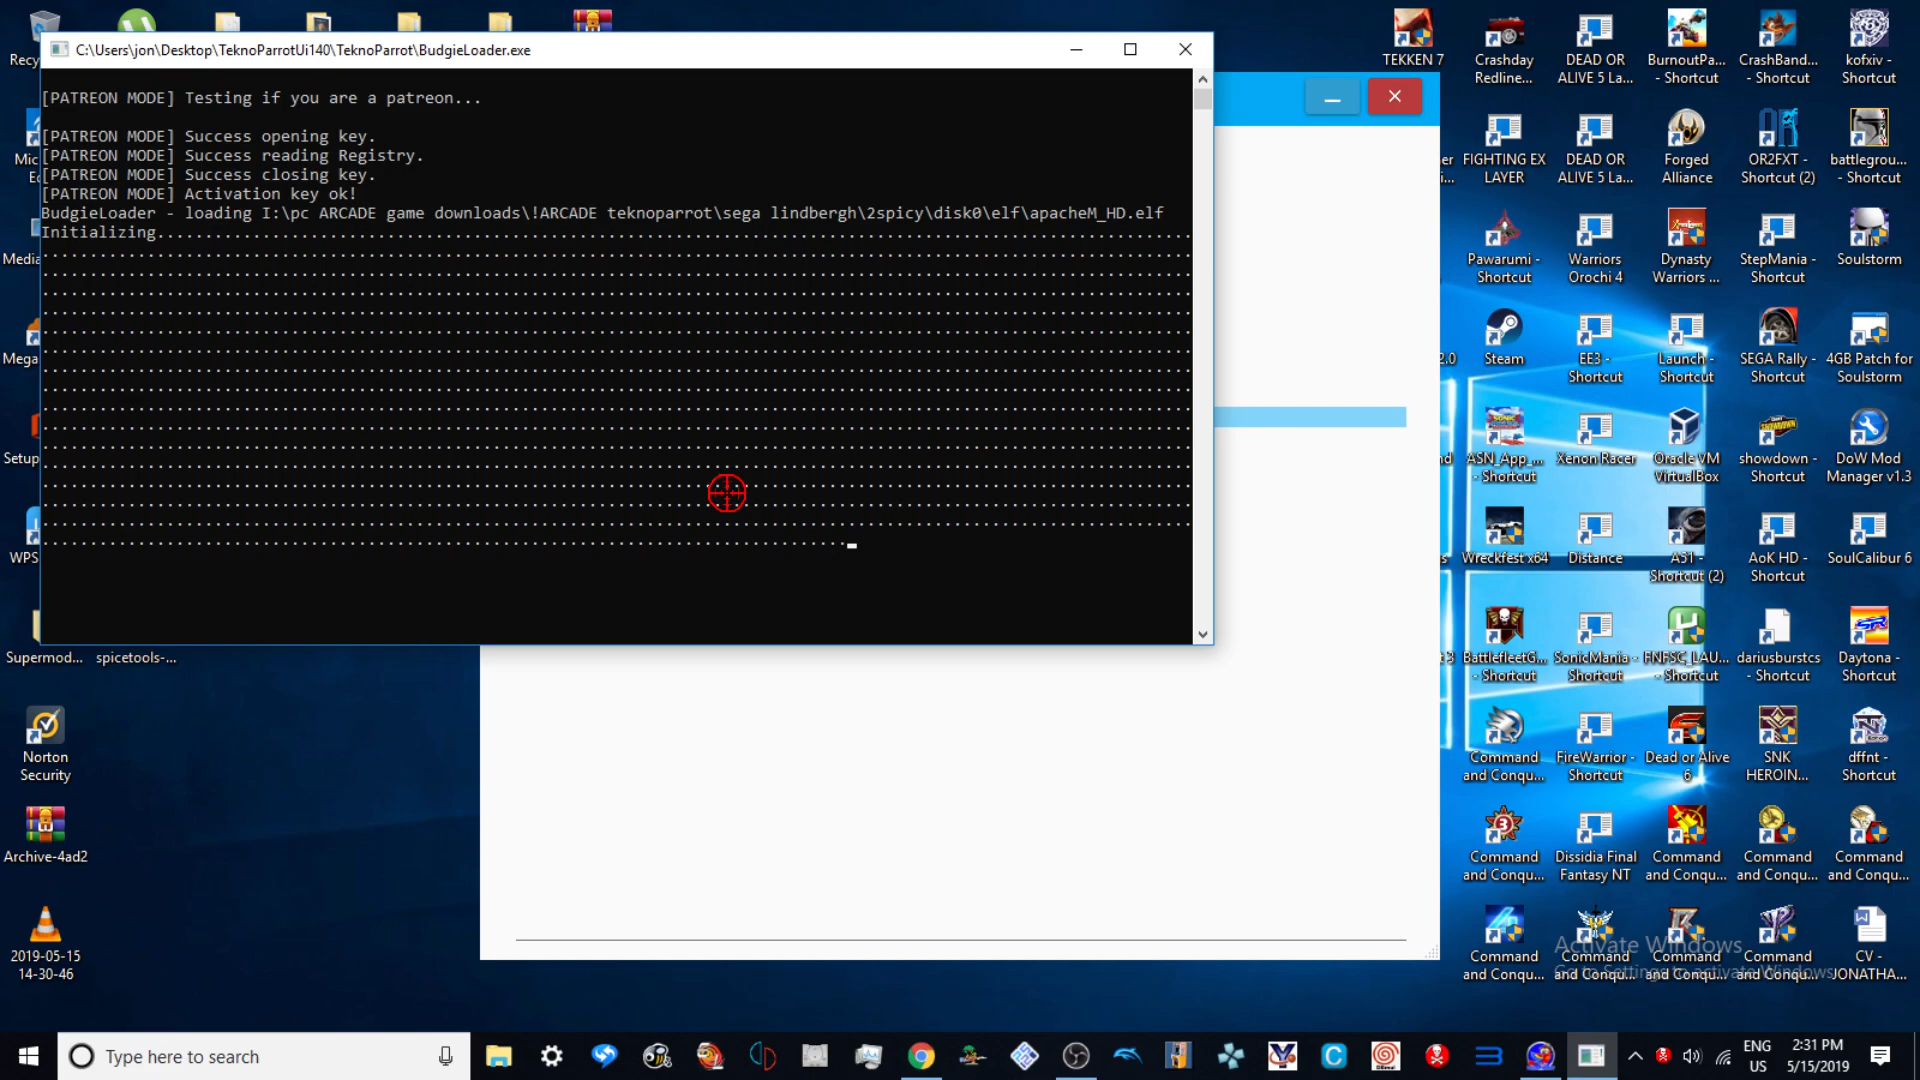 C:\Users\jon\Desktop\TeknoParrotUi140\TeknoParrot\BudgieLoader.exe
[PATREON MODE] Testing if you are a patreon...
[PATREON MODE] Success opening key.
[PATREON MODE] Success reading Registry.
[PATREON MODE] Success closing key.
[PATREON MODE] Activation key ok!
BudgieLoader - loading I:\pc ARCADE game downloads\!ARCADE teknoparrot\sega lindbergh\2spicy\disk0\elf\apacheM_HD.elf
Initializing...
Supermod...
spicetools-...
Norton
Security
Archive-4ad2
2019-05-15
14-30-46
TEKKEN 7
Crashday
Redline...
DEAD OR
ALIVE 5 La...
BurnoutPa...
- Shortcut
CrashBand...
- Shortcut
kofxiv -
Shortcut
FIGHTING EX
LAYER
DEAD OR
ALIVE 5 La...
Forged
Alliance
OR2FXT -
Shortcut (2)
battlegrou...
- Shortcut
Pawarumi -
Shortcut
Warriors
Orochi 4
Dynasty
Warriors ...
StepMania -
Shortcut
Soulstorm
Steam
EE3 -
Shortcut
Launch -
Shortcut
SEGA Rally -
Shortcut
4GB Patch for
Soulstorm
ASN_App_...
- Shortcut
Xenon Racer
Oracle VM
VirtualBox
showdown -
Shortcut
DoW Mod
Manager v1.3
Wreckfest x64
Distance
A51 -
Shortcut (2)
AoK HD -
Shortcut
SoulCalibur 6
BattlefleetG...
- Shortcut
SonicMania -
Shortcut
FNFSC_LAU...
- Shortcut
dariusburstcs
- Shortcut
Daytona -
Shortcut
Command
and Conqu...
FireWarrior -
Shortcut
Dead or Alive
6
SNK
HEROIN...
dffnt -
Shortcut
Command
and Conqu...
Dissidia Final
Fantasy NT
Command
and Conqu...
Command
and Conqu...
Command
and Conqu...
Command
and Conqu...
Command
and Conqu...
Command
and Conqu...
Command
and Conqu...
CV -
JONATHA...
Activate Windows
Go to Settings to activate Windows.
Type here to search
ENG
US
2:31 PM
5/15/2019